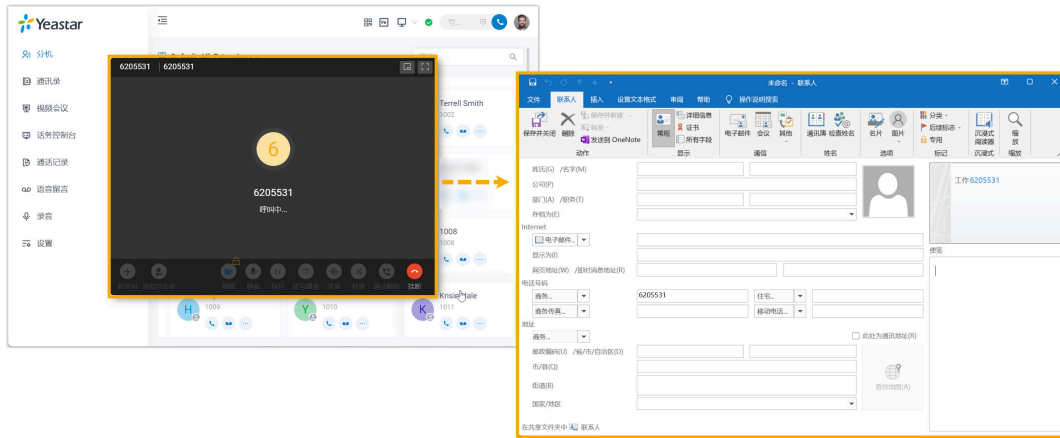 Yeastar
分机
通讯录
视频会议
话务控制台
通话记录
语音留言
录音
设置
Terrell Smith
1002
1008
1008
Krisie Hale
1011
H
1009
Y
1010
K
6205531 6205531
6
6205531
呼叫中...
挂断
未命名 - 联系人
文件 联系人 插入 设置文本格式 审阅 帮助 操作说明搜索
保存并关闭 删除 保存并新建
转发
发送到 OneNote
动作
常规 详细信息
证书
所有字段
显示
电子邮件 会议 其他
通信
通讯簿 检查姓名
姓名
名片 图片
选项
分类
后续标志
专用
标记
沉浸式
阅读器
沉浸式
缩
放
缩放
姓氏(G) /名字(M)
公司(P)
部门(A) /职务(T)
存档为(E)
Internet
电子邮件...
显示为(I)
网页地址(W) /即时消息地址(R)
电话号码
商务... 6205531 住宅...
商务传真... 移动电话...
地址
商务... 此处为通讯地址(R)
邮政编码(U) /省/市/自治区(D)
市/县(Q)
街道(B)
国家/地区
查找地图(A)
工作6205531
便笺
在共享文件夹中 联系人